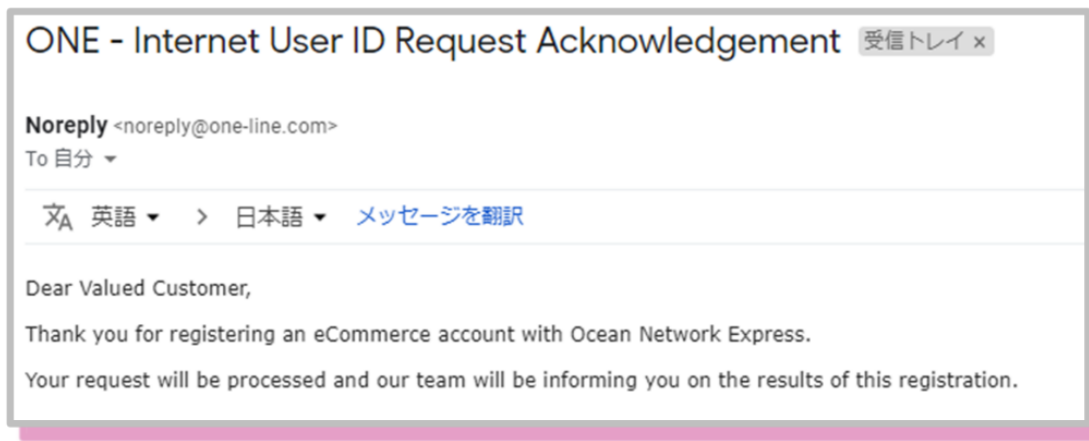 ONE - Internet User ID Request Acknowledgement 受信トレイ ×
Noreply <noreply@one-line.com>
To 自分
文A 英語 > 日本語 メッセージを翻訳
Dear Valued Customer,
Thank you for registering an eCommerce account with Ocean Network Express.
Your request will be processed and our team will be informing you on the results of this registration.